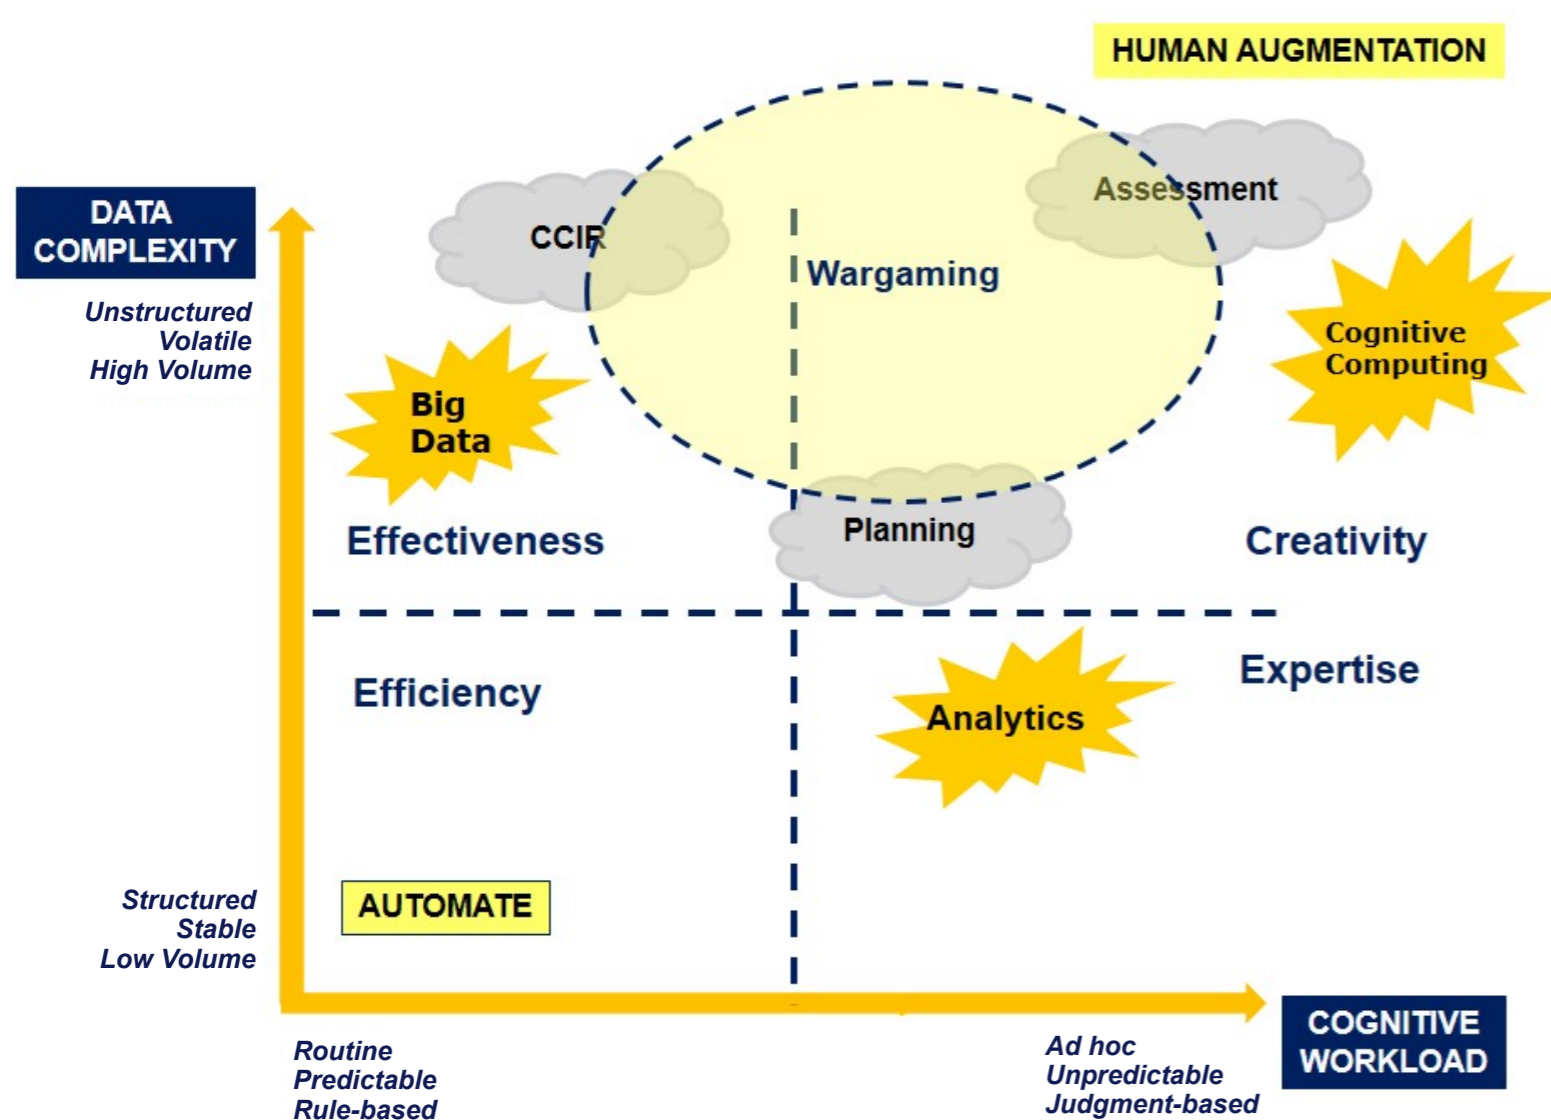 HUMAN AUGMENTATION
DATA
COMPLEXITY
Assessment
CCIR
Wargaming
Unstructured
Volatile
High Volume
Cognitive
Computing
Big
Data
Effectiveness
Planning
Creativity
Efficiency
Analytics
Expertise
Structured
Stable
Low Volume
AUTOMATE
Routine
Predictable
Rule-based
Ad hoc
Unpredictable
Judgment-based
COGNITIVE
WORKLOAD